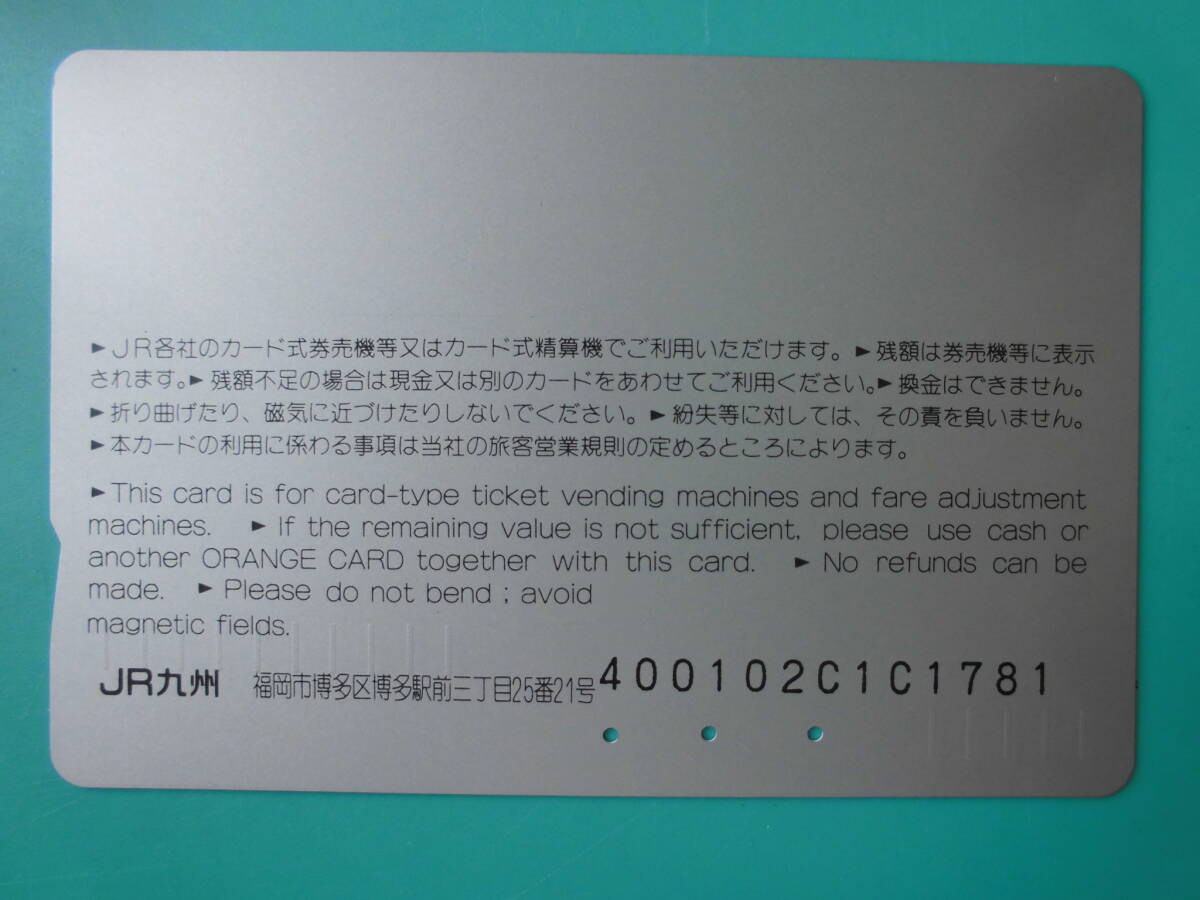 ►JR各社のカード式券売機等又はカード式精算機でご利用いただけます。►残額は券売機等に表示
されます。►残額不足の場合は現金又は別のカードをあわせてご利用ください。►換金はできません。
►折り曲げたり、磁気に近づけたりしないでください。►紛失等に対しては、その責を負いません。
►本カードの利用に係わる事項は当社の旅客営業規則の定めるところによります。
►This card is for card-type ticket vending machines and fare adjustment
machines. ►If the remaining value is not sufficient, please use cash or
another ORANGE CARD together with this card. ►No refunds can be
made. ►Please do not bend ; avoid
magnetic fields.
JR九州 福岡市博多区博多駅前三丁目25番21号 400102C1C1781